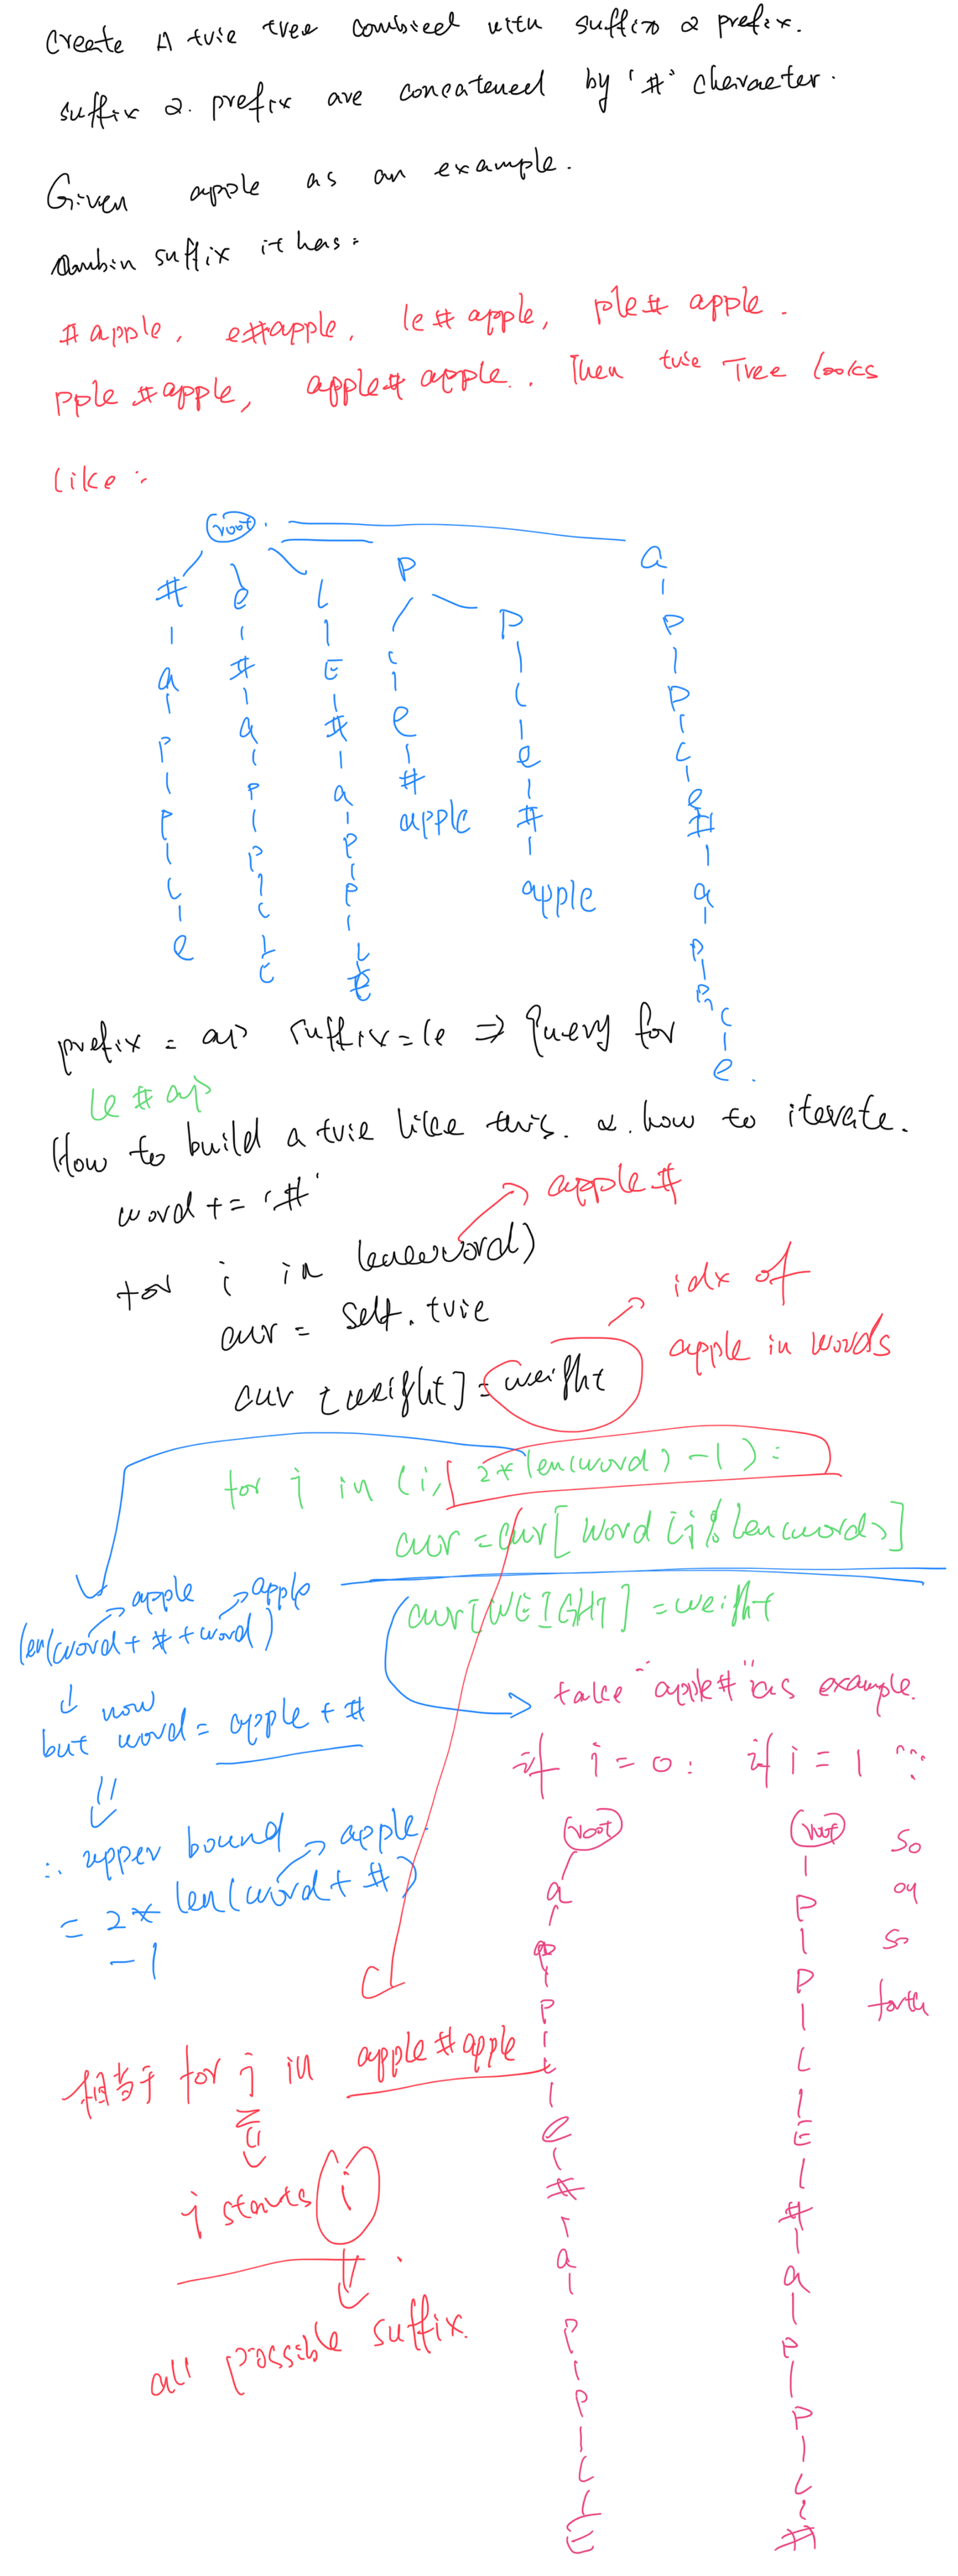 Create A trie tree combieed with suffix & prefix.
suffix & prefix are concatened by '#' character.
Given apple as an example.
combin suffix it has:
#apple, e#apple, le#apple, ple#apple.
pple#apple, apple#apple.. Then trie Tree looks
like:
root
# e l p a
a # E l p p
p a # e l p
p p a # e l
l p p apple # e
e l p apple #
e l a
e p
p
l
e.
prefix = ap suffix = le ⇒ Query for
le # ap
How to build a trie like this. & how to iterate.
word += '#'
apple #
for i in len(word)
cur = self.trie
idx of
apple in words
cur [weight] = weight
for j in (i, 2*len(word) -1):
cur = cur[word[j%len(word)]
cur[WEIGHT] = weight
apple apple
len(word + # + word)
now
but word = apple + #
take "apple#" as example.
if i = 0: if i = 1 ...
∴ upper bound apple.
= 2* len(word + #)
-1
root root
so
on
so
forth
a p
p p
p l
l E
e #
# a
a p
p p
p l
l #
E
相当于 for j in apple#apple
j starts i
all possible suffix.